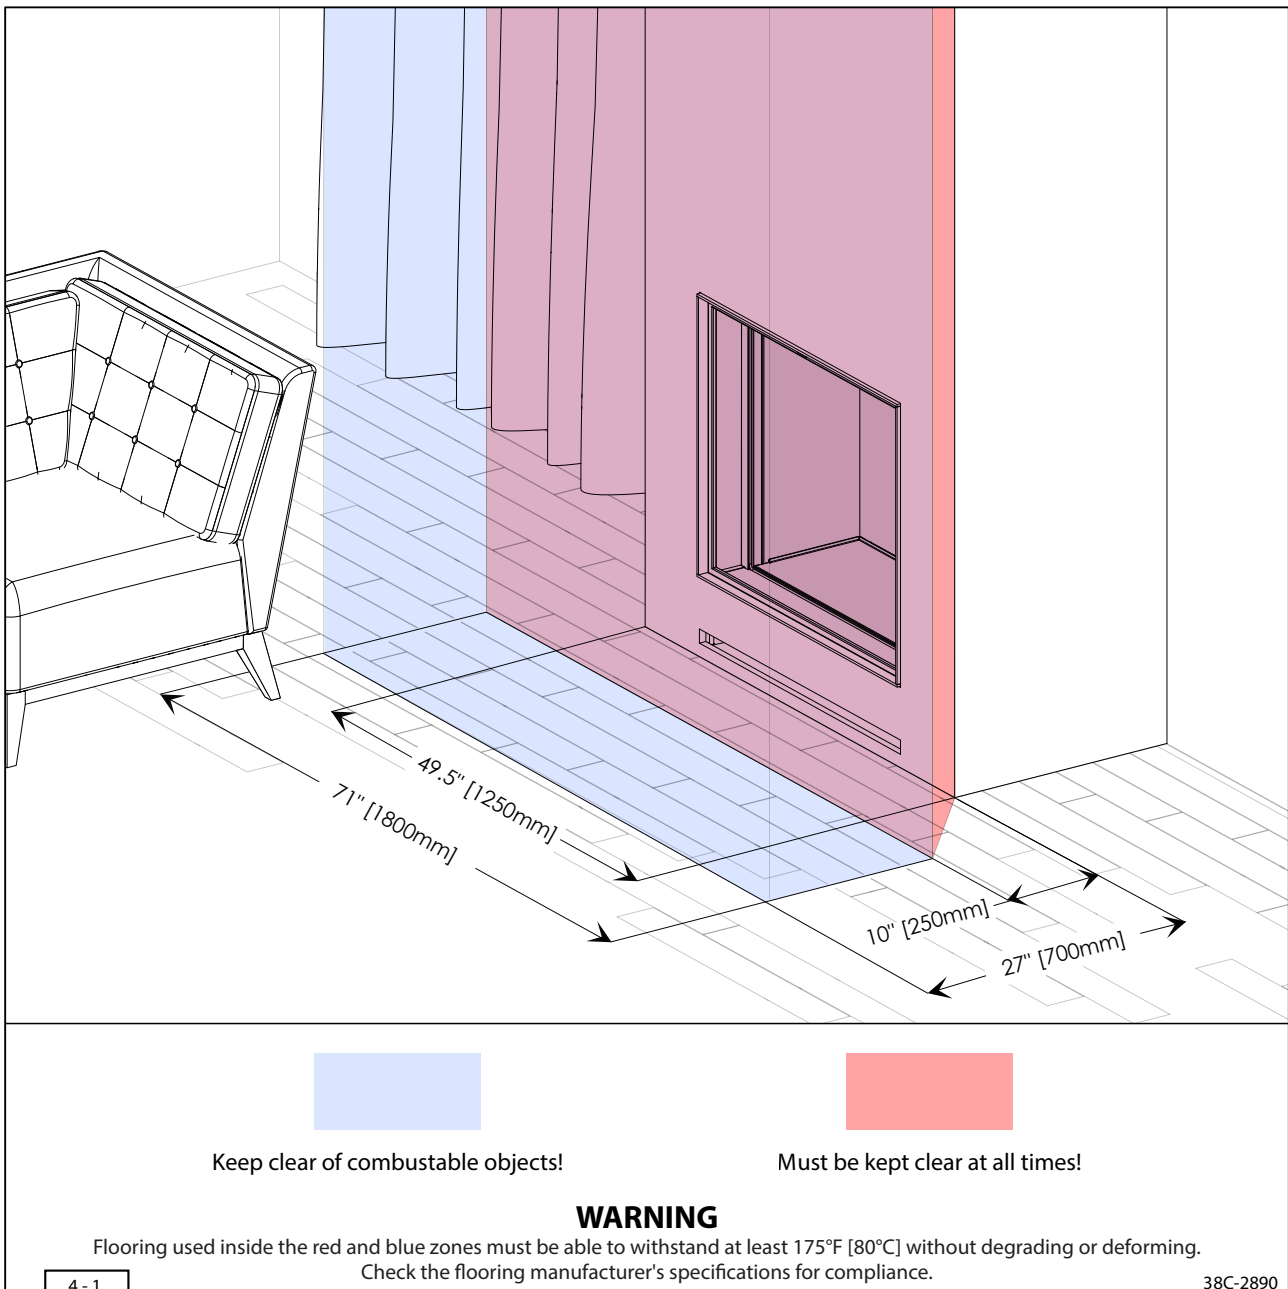 49.5" [1250mm]
71" [1800mm]
10" [250mm]
27" [700mm]
Keep clear of combustable objects!
Must be kept clear at all times!
WARNING
Flooring used inside the red and blue zones must be able to withstand at least 175°F [80°C] without degrading or deforming.
Check the flooring manufacturer's specifications for compliance.
4 - 1
38C-2890